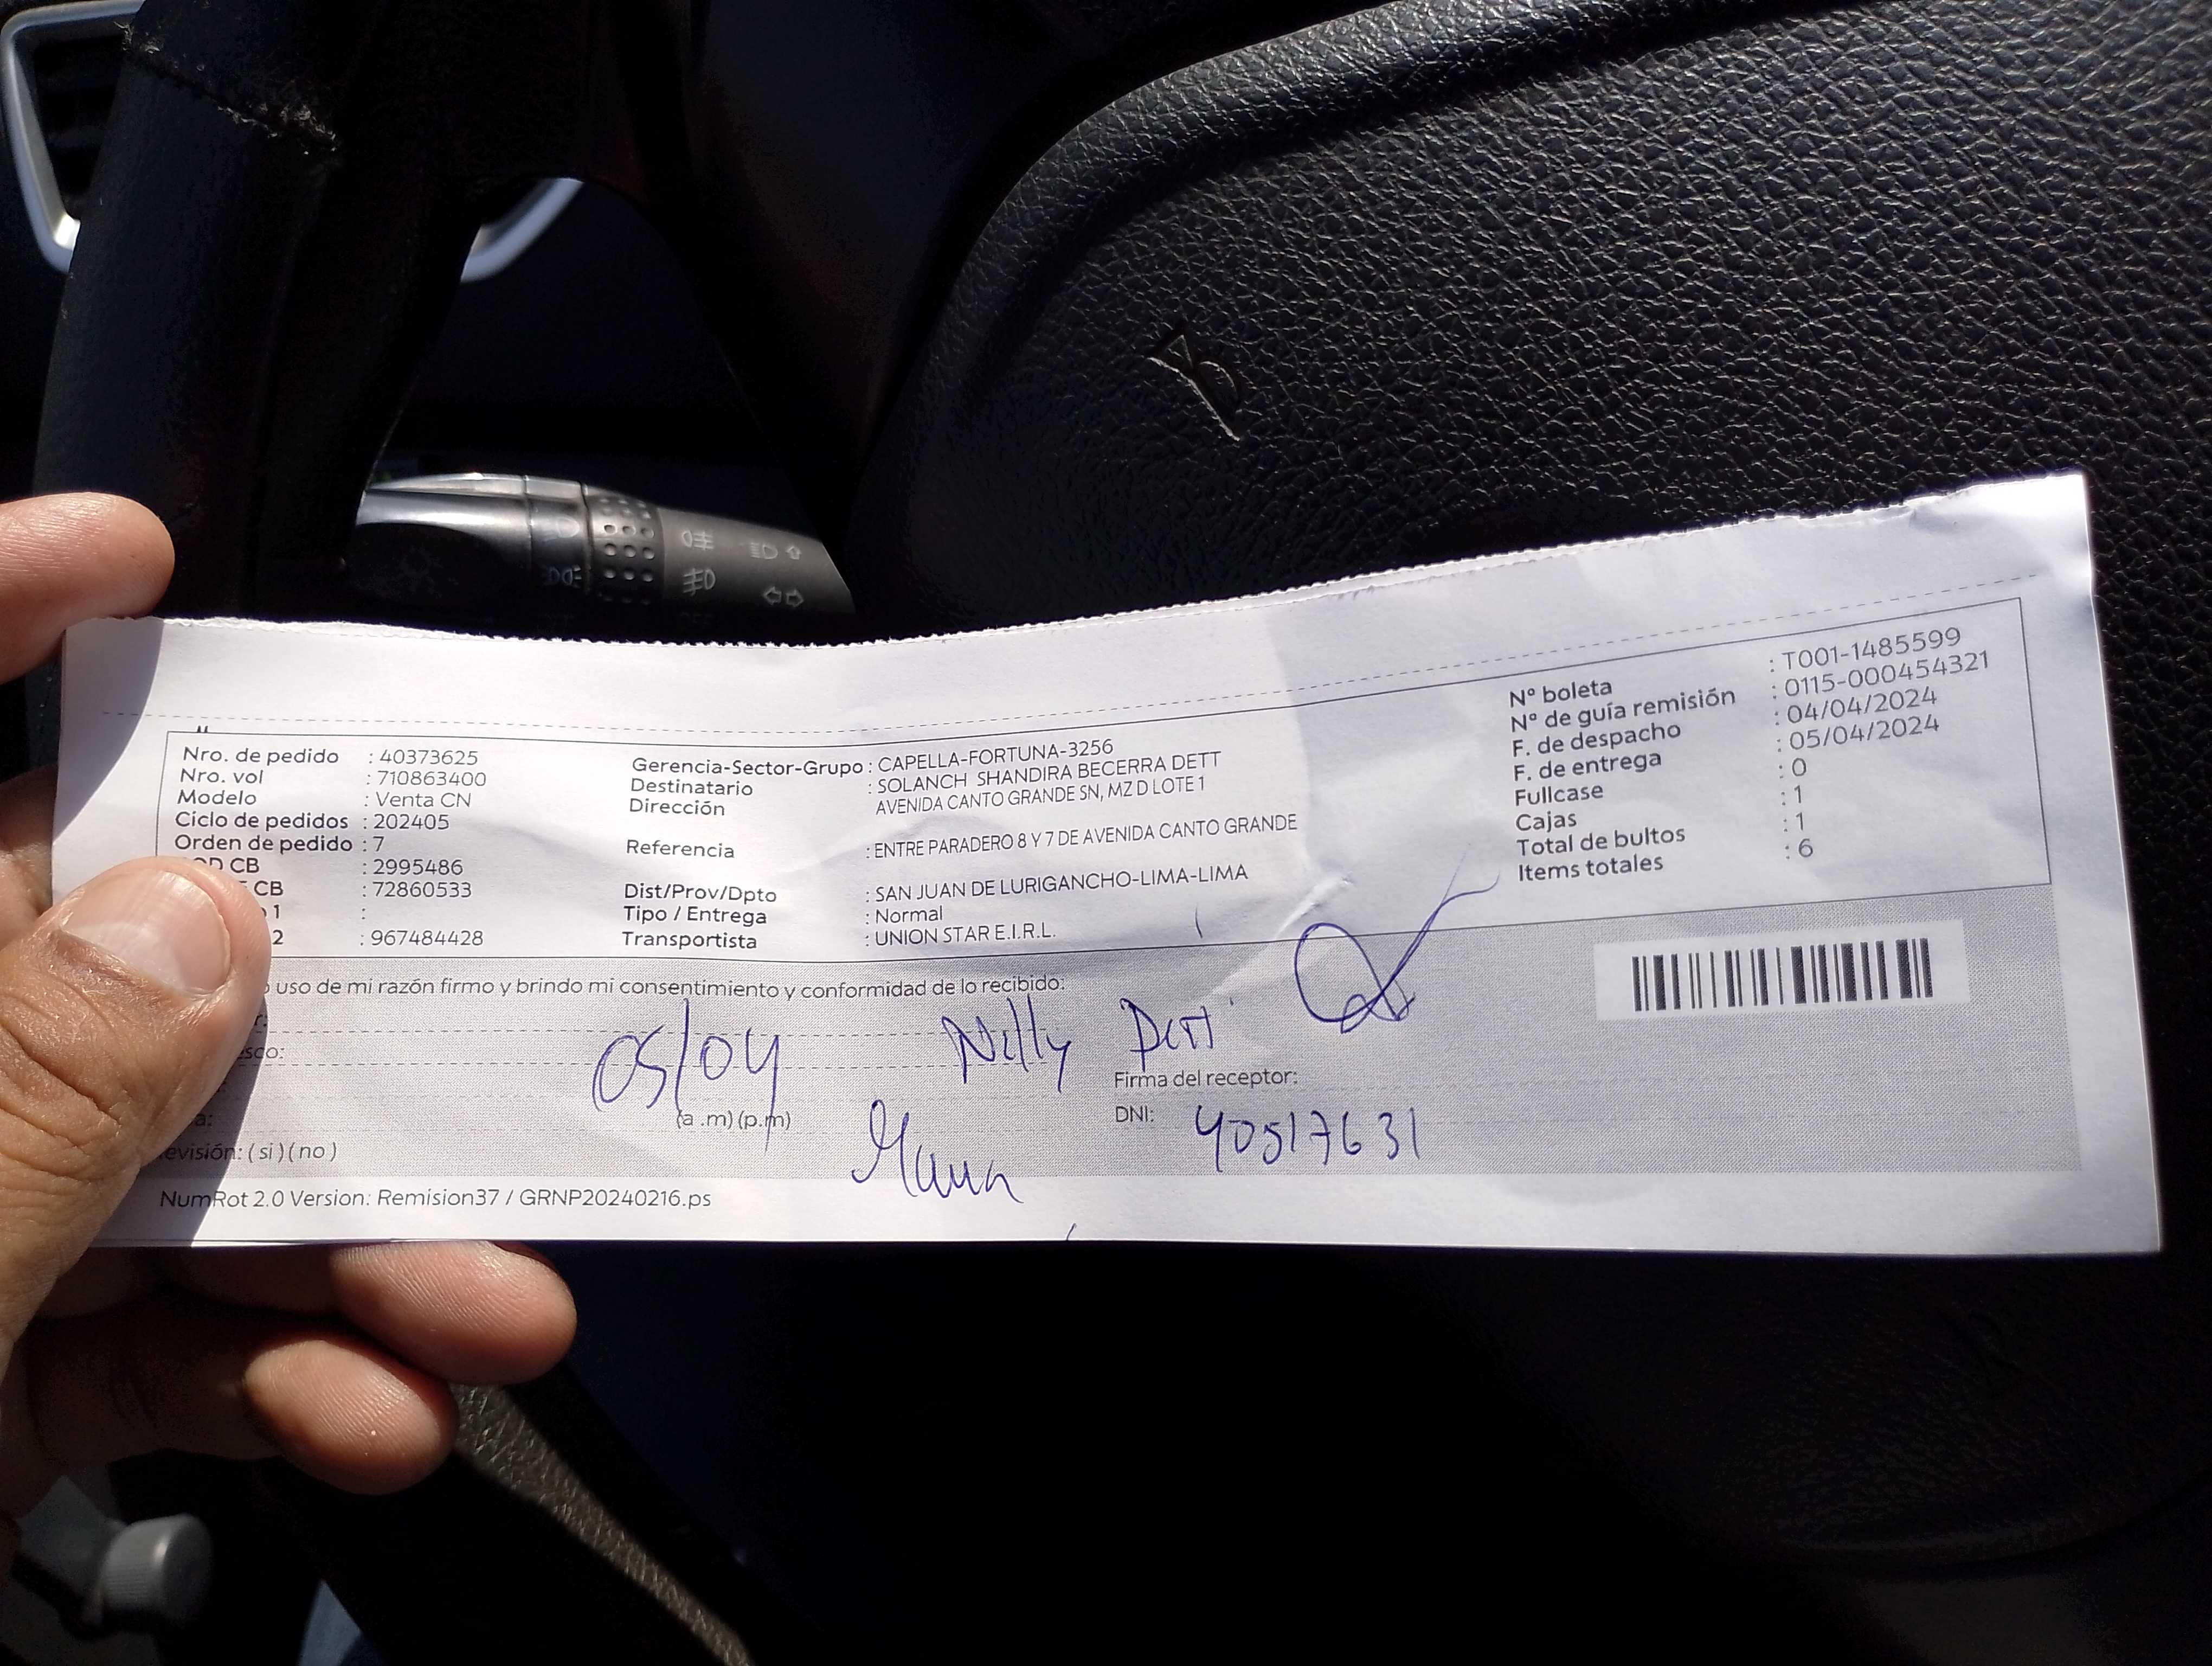 Nro. de pedido : 40373625
Nro. vol : 710863400
Modelo : Venta CN
Ciclo de pedidos : 202405
Orden de pedido : 7
CB : 2995486
CB : 72860533
1 :
2 : 967484428
Gerencia-Sector-Grupo : CAPELLA-FORTUNA-3256
Destinatario : SOLANCH SHANDIRA BECERRA DETT
Dirección AVENIDA CANTO GRANDE SN, MZ D LOTE 1
Referencia : ENTRE PARADERO 8 Y 7 DE AVENIDA CANTO GRANDE
Dist/Prov/Dpto : SAN JUAN DE LURIGANCHO-LIMA-LIMA
Tipo / Entrega : Normal
Transportista : UNION STAR E.I.R.L.
N° boleta : T001-1485599
N° de guía remisión : 0115-000454321
F. de despacho : 04/04/2024
F. de entrega : 05/04/2024
Fullcase : 0
Cajas : 1
Total de bultos : 1
Items totales : 6
uso de mi razón firmo y brindo mi consentimiento y conformidad de lo recibido:
05/04 Nelly Dett
Firma del receptor:
(a .m) (p.m)
DNI: 40517631
evisión: ( si ) ( no )
NumRot 2.0 Version: Remision37 / GRNP20240216.ps
OFF